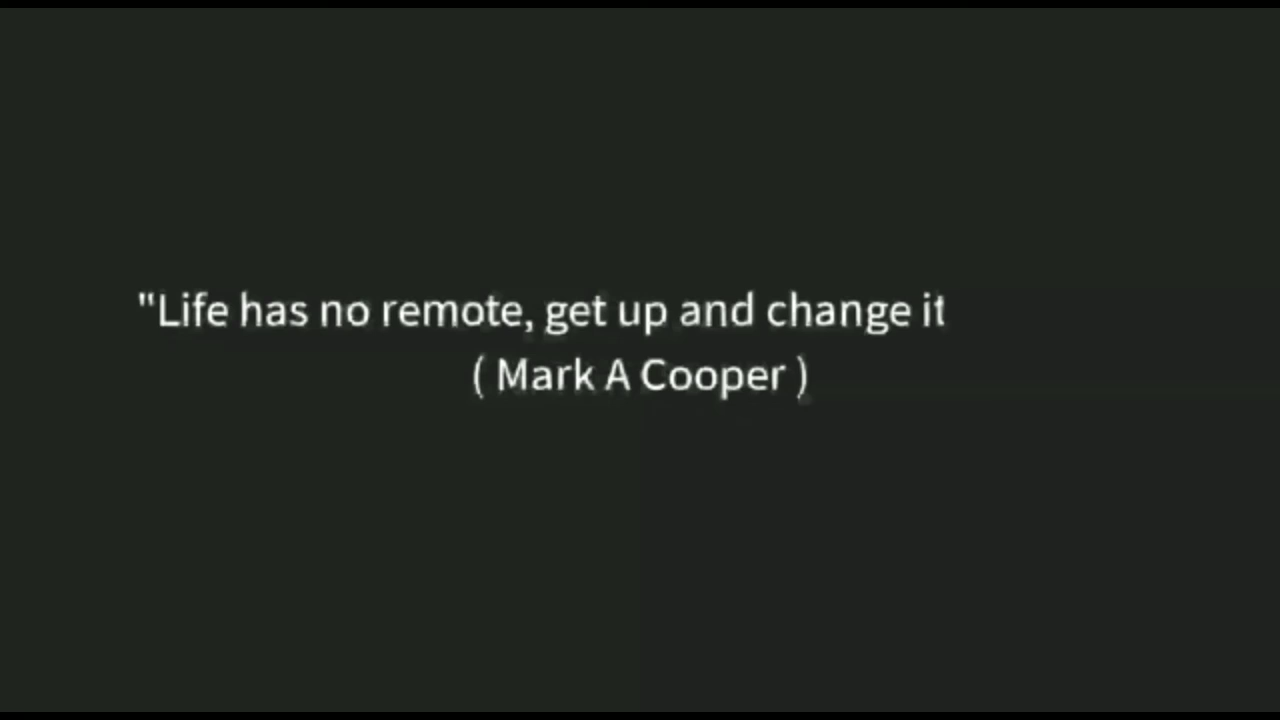 "Life has no remote, get up and change it
( Mark A Cooper )